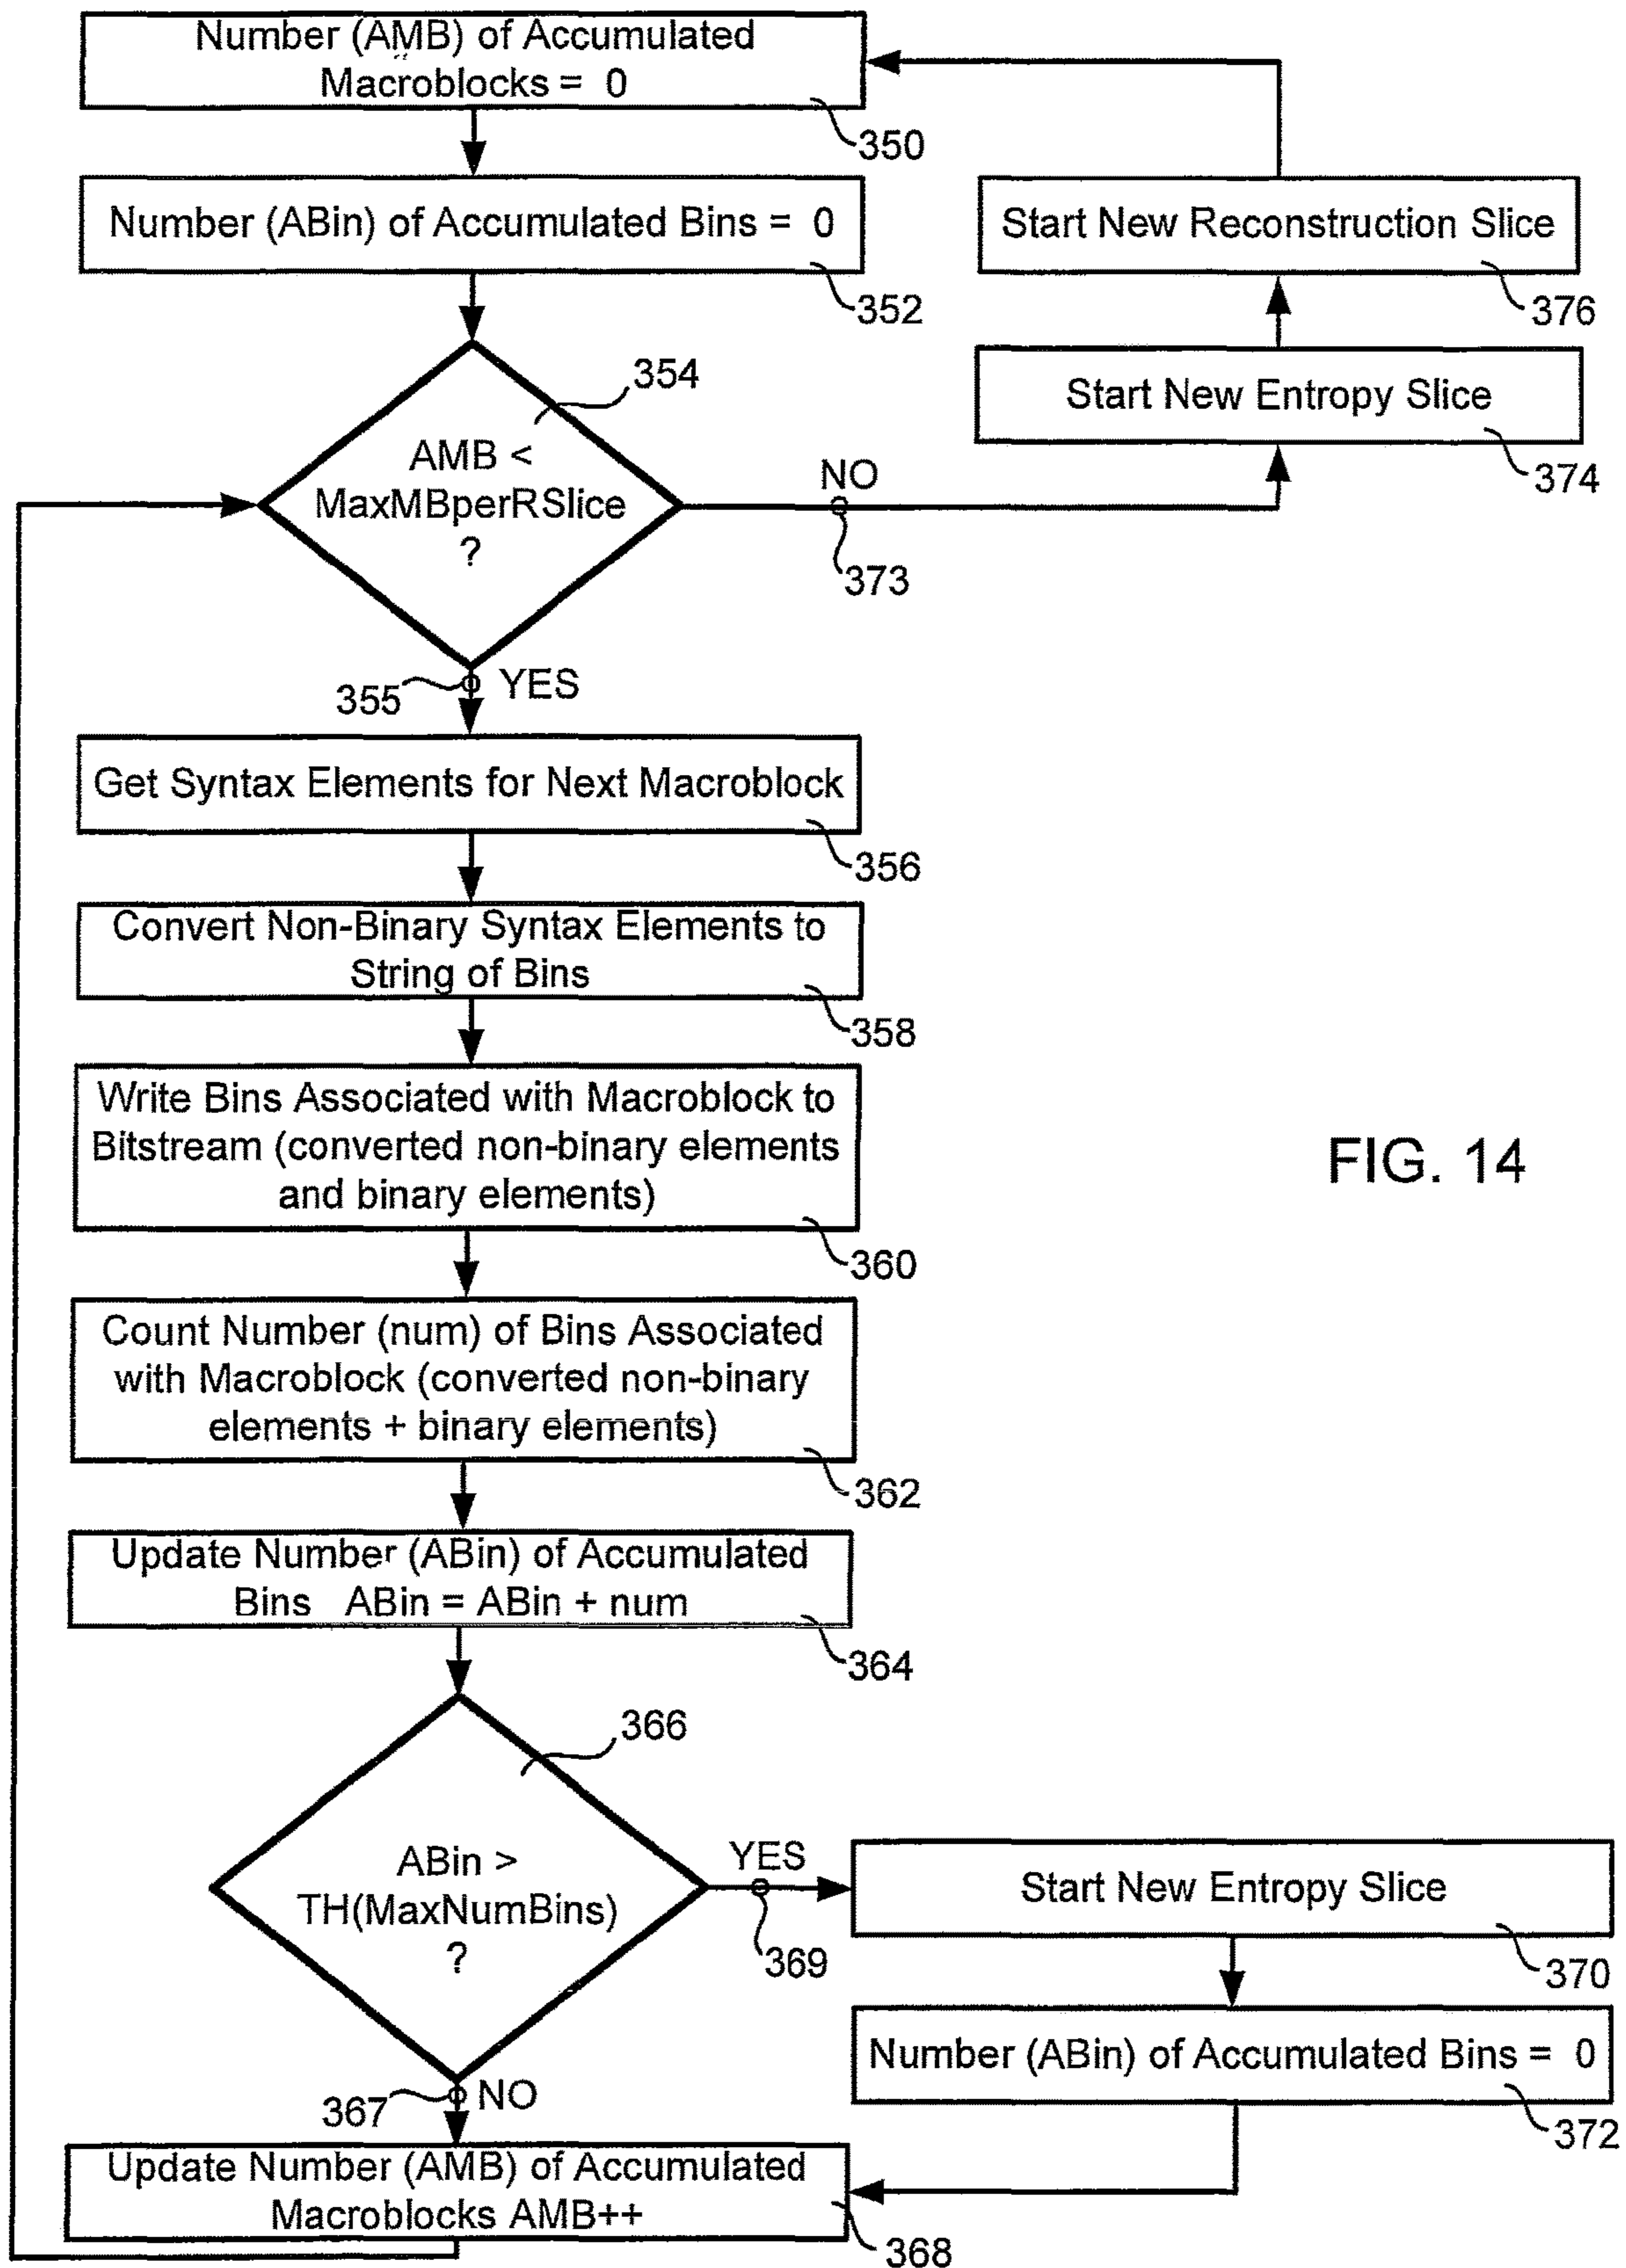 Number (AMB) of Accumulated
Macroblocks = 0
350
Number (ABin) of Accumulated Bins = 0
352
Start New Reconstruction Slice
376
Start New Entropy Slice
374
354
AMB <
MaxMBperRSlice
?
NO
373
355
YES
Get Syntax Elements for Next Macroblock
356
Convert Non-Binary Syntax Elements to
String of Bins
358
Write Bins Associated with Macroblock to
Bitstream (converted non-binary elements
and binary elements)
360
FIG. 14
Count Number (num) of Bins Associated
with Macroblock (converted non-binary
elements + binary elements)
362
Update Number (ABin) of Accumulated
Bins ABin = ABin + num
364
366
ABin >
TH(MaxNumBins)
?
YES
369
Start New Entropy Slice
370
Number (ABin) of Accumulated Bins = 0
372
367
NO
Update Number (AMB) of Accumulated
Macroblocks AMB++
368